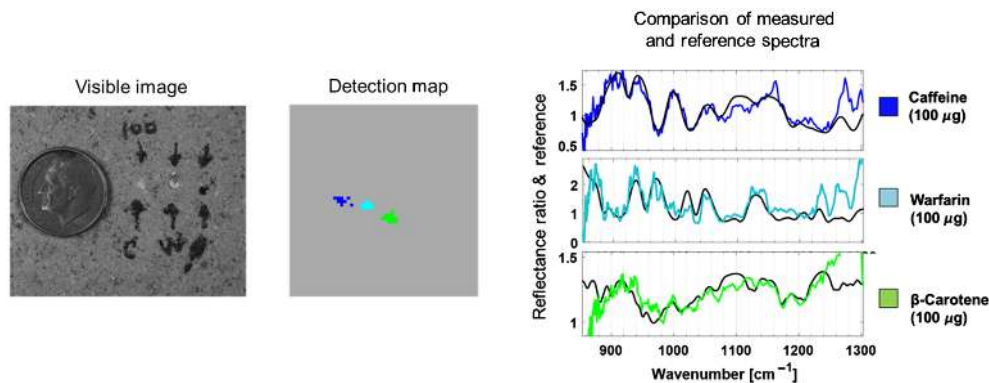 Comparison of measured
and reference spectra
Visible image
Detection map
100
C
W
Reflectance ratio & reference
1.5
1
0.5
Caffeine
(100 µg)
2
1
0
Warfarin
(100 µg)
1.5
1
β-Carotene
(100 µg)
900 1000 1100 1200 1300
Wavenumber [cm⁻¹]